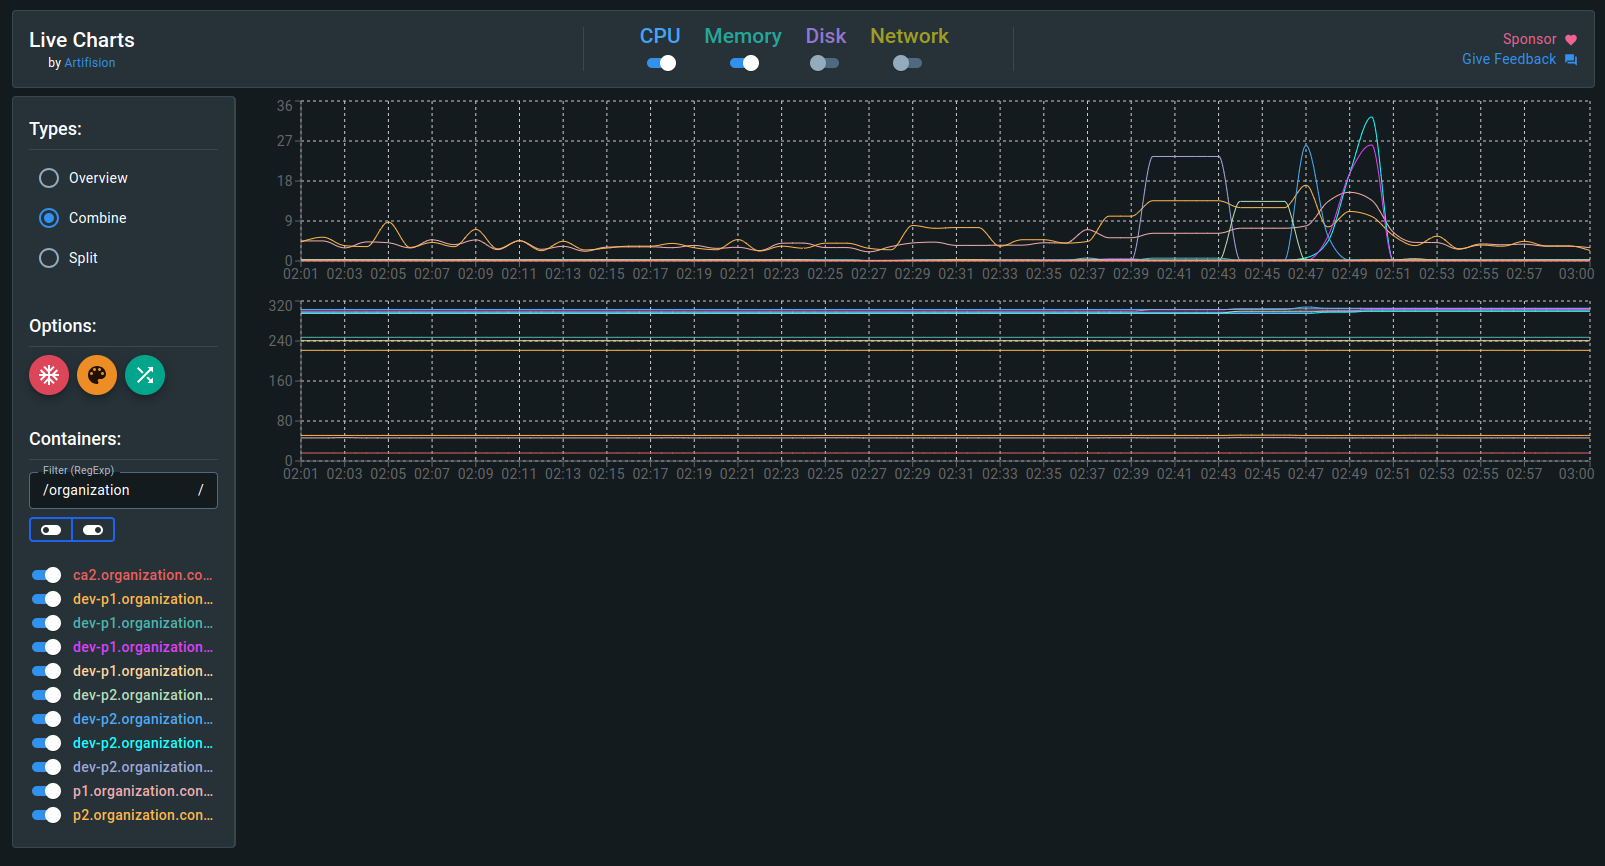 Live Charts
by Artifision
CPU Memory Disk Network
Sponsor
Give Feedback
Types:
Overview
Combine
Split
Options:
Containers:
Filter (RegExp)
/organization /
ca2.organization.co...
dev-p1.organization...
dev-p1.organization...
dev-p1.organization...
dev-p1.organization...
dev-p2.organization...
dev-p2.organization...
dev-p2.organization...
dev-p2.organization...
p1.organization.con...
p2.organization.con...
36
27
18
9
0
02:01 02:03 02:05 02:07 02:09 02:11 02:13 02:15 02:17 02:19 02:21 02:23 02:25 02:27 02:29 02:31 02:33 02:35 02:37 02:39 02:41 02:43 02:45 02:47 02:49 02:51 02:53 02:55 02:57 03:00
320
240
160
80
0
02:01 02:03 02:05 02:07 02:09 02:11 02:13 02:15 02:17 02:19 02:21 02:23 02:25 02:27 02:29 02:31 02:33 02:35 02:37 02:39 02:41 02:43 02:45 02:47 02:49 02:51 02:53 02:55 02:57 03:00